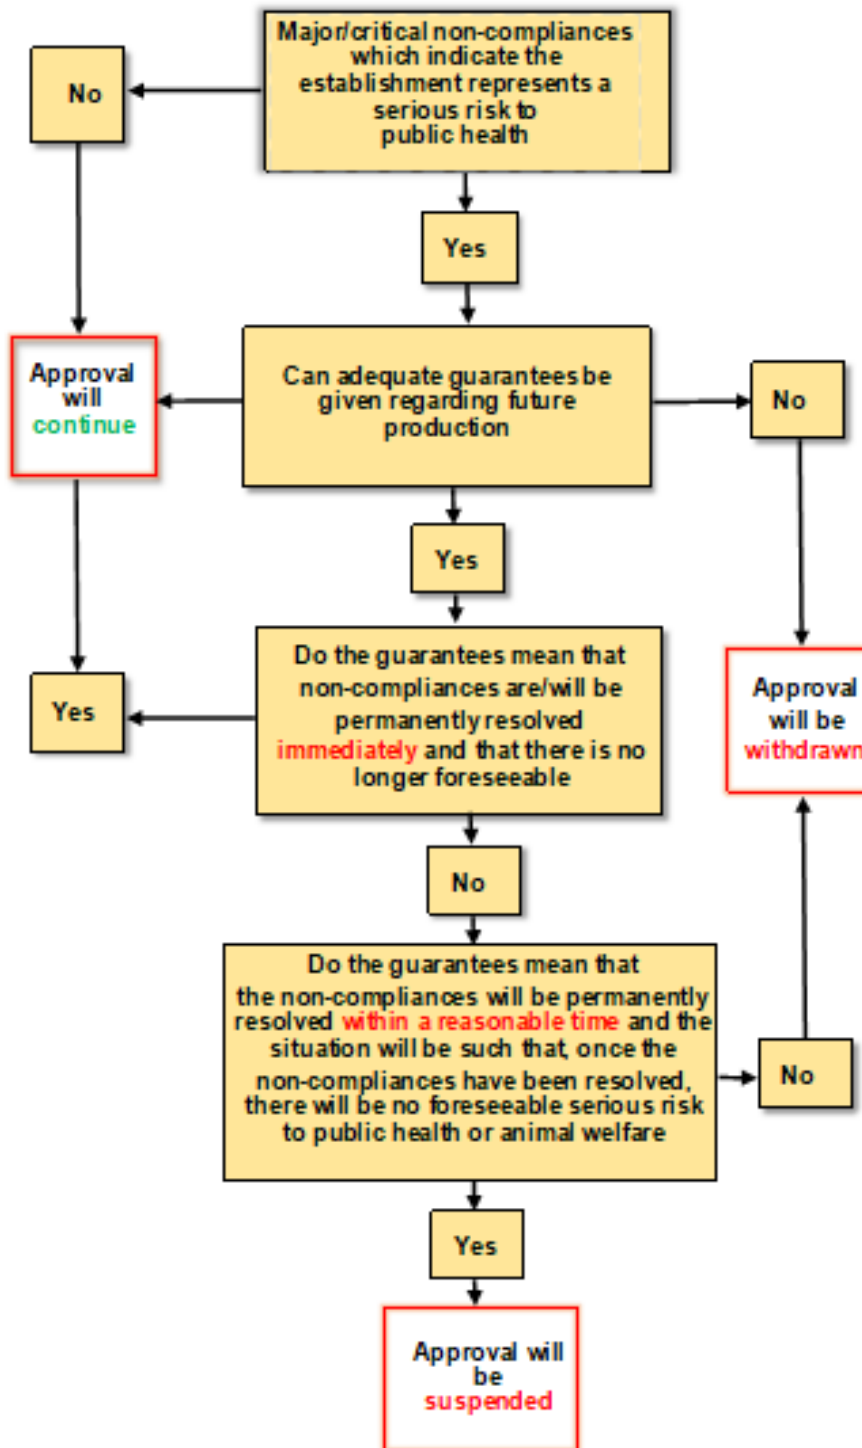 Major/critical non-compliances
which indicate the
establishment represents a
serious risk to
public health
No
Yes
Approval
will
continue
Can adequate guarantees be
given regarding future
production
No
Yes
Do the guarantees mean that
non-compliances are/will be
permanently resolved
immediately and that there is no
longer foreseeable
Yes
Approval
will be
withdrawn
No
Do the guarantees mean that
the non-compliances will be permanently
resolved within a reasonable time and the
situation will be such that, once the
non-compliances have been resolved,
there will be no foreseeable serious risk
to public health or animal welfare
No
Yes
Approval will
be
suspended